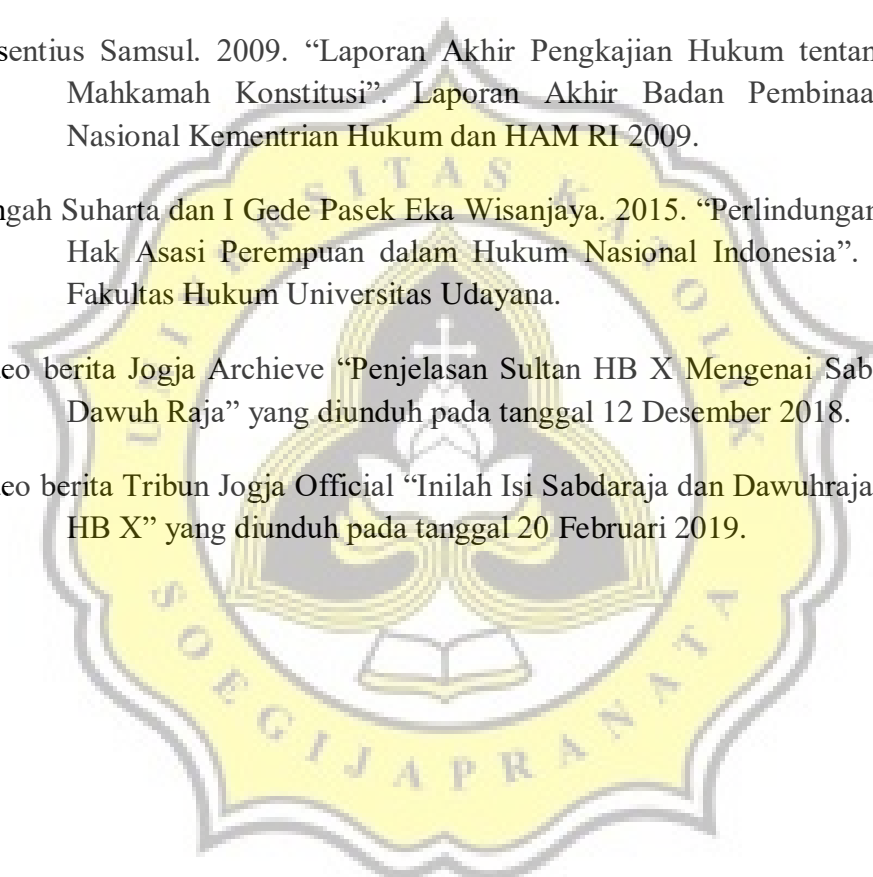 sentius Samsul. 2009. “Laporan Akhir Pengkajian Hukum tentan
Mahkamah Konstitusi”. Laporan Akhir Badan Pembinaa
Nasional Kementrian Hukum dan HAM RI 2009.
ngah Suharta dan I Gede Pasek Eka Wisanjaya. 2015. “Perlindungan
Hak Asasi Perempuan dalam Hukum Nasional Indonesia”.
Fakultas Hukum Universitas Udayana.
eo berita Jogja Archieve “Penjelasan Sultan HB X Mengenai Sab
Dawuh Raja” yang diunduh pada tanggal 12 Desember 2018.
eo berita Tribun Jogja Official “Inilah Isi Sabdaraja dan Dawuhraja
HB X” yang diunduh pada tanggal 20 Februari 2019.
UNIVERSITAS KATOLIK
SOEGIJAPRANATA